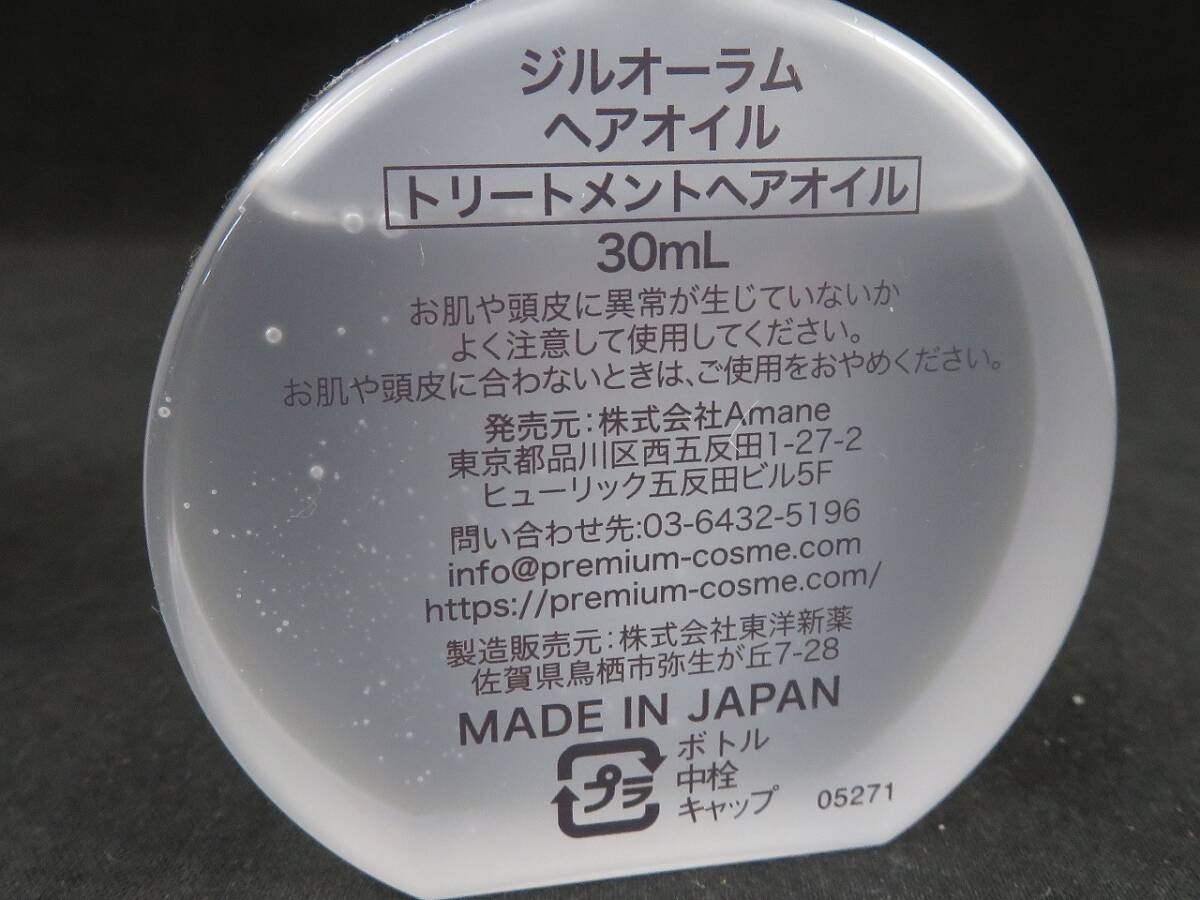 ジルオーラム
ヘアオイル
トリートメントヘアオイル
30mL
お肌や頭皮に異常が生じていないか
よく注意して使用してください。
お肌や頭皮に合わないときは、ご使用をおやめください。
発売元:株式会社Amane
東京都品川区西五反田1-27-2
ヒューリック五反田ビル5F
問い合わせ先:03-6432-5196
info@premium-cosme.com
https://premium-cosme.com/
製造販売元:株式会社東洋新薬
佐賀県鳥栖市弥生が丘7-28
MADE IN JAPAN
プラ
ボトル
中栓
キャップ
05271